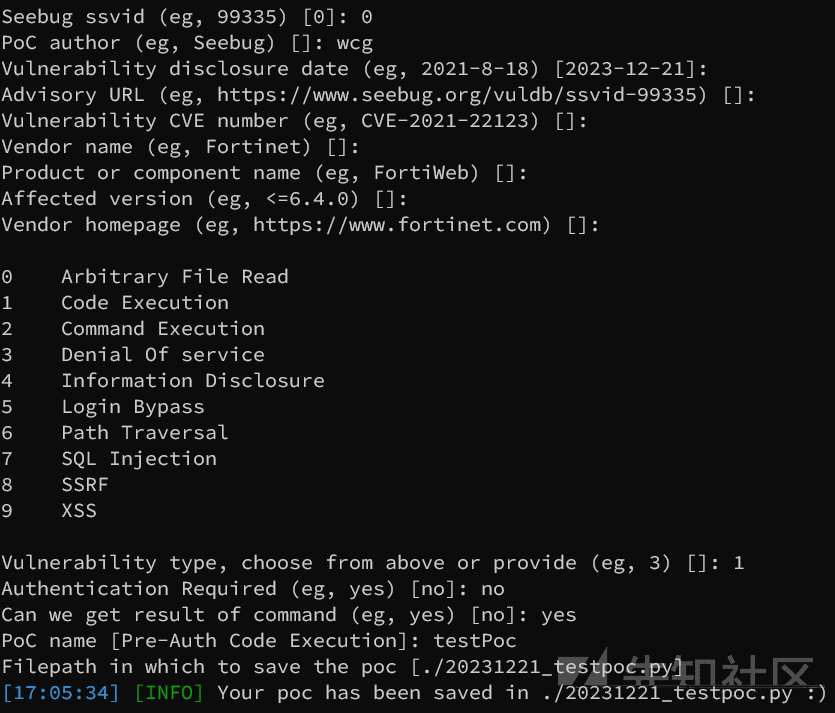 Seebug ssvid (eg, 99335) [0]: 0
PoC author (eg, Seebug) []: wcg
Vulnerability disclosure date (eg, 2021-8-18) [2023-12-21]:
Advisory URL (eg, https://www.seebug.org/vuldb/ssvid-99335) []:
Vulnerability CVE number (eg, CVE-2021-22123) []:
Vendor name (eg, Fortinet) []:
Product or component name (eg, FortiWeb) []:
Affected version (eg, <=6.4.0) []:
Vendor homepage (eg, https://www.fortinet.com) []:
0 Arbitrary File Read
1 Code Execution
2 Command Execution
3 Denial Of service
4 Information Disclosure
5 Login Bypass
6 Path Traversal
7 SQL Injection
8 SSRF
9 XSS
Vulnerability type, choose from above or provide (eg, 3) []: 1
Authentication Required (eg, yes) [no]: no
Can we get result of command (eg, yes) [no]: yes
PoC name [Pre-Auth Code Execution]: testPoc
Filepath in which to save the poc [./20231221_testpoc.py]
先知社区
[17:05:34] [INFO] Your poc has been saved in ./20231221_testpoc.py :)